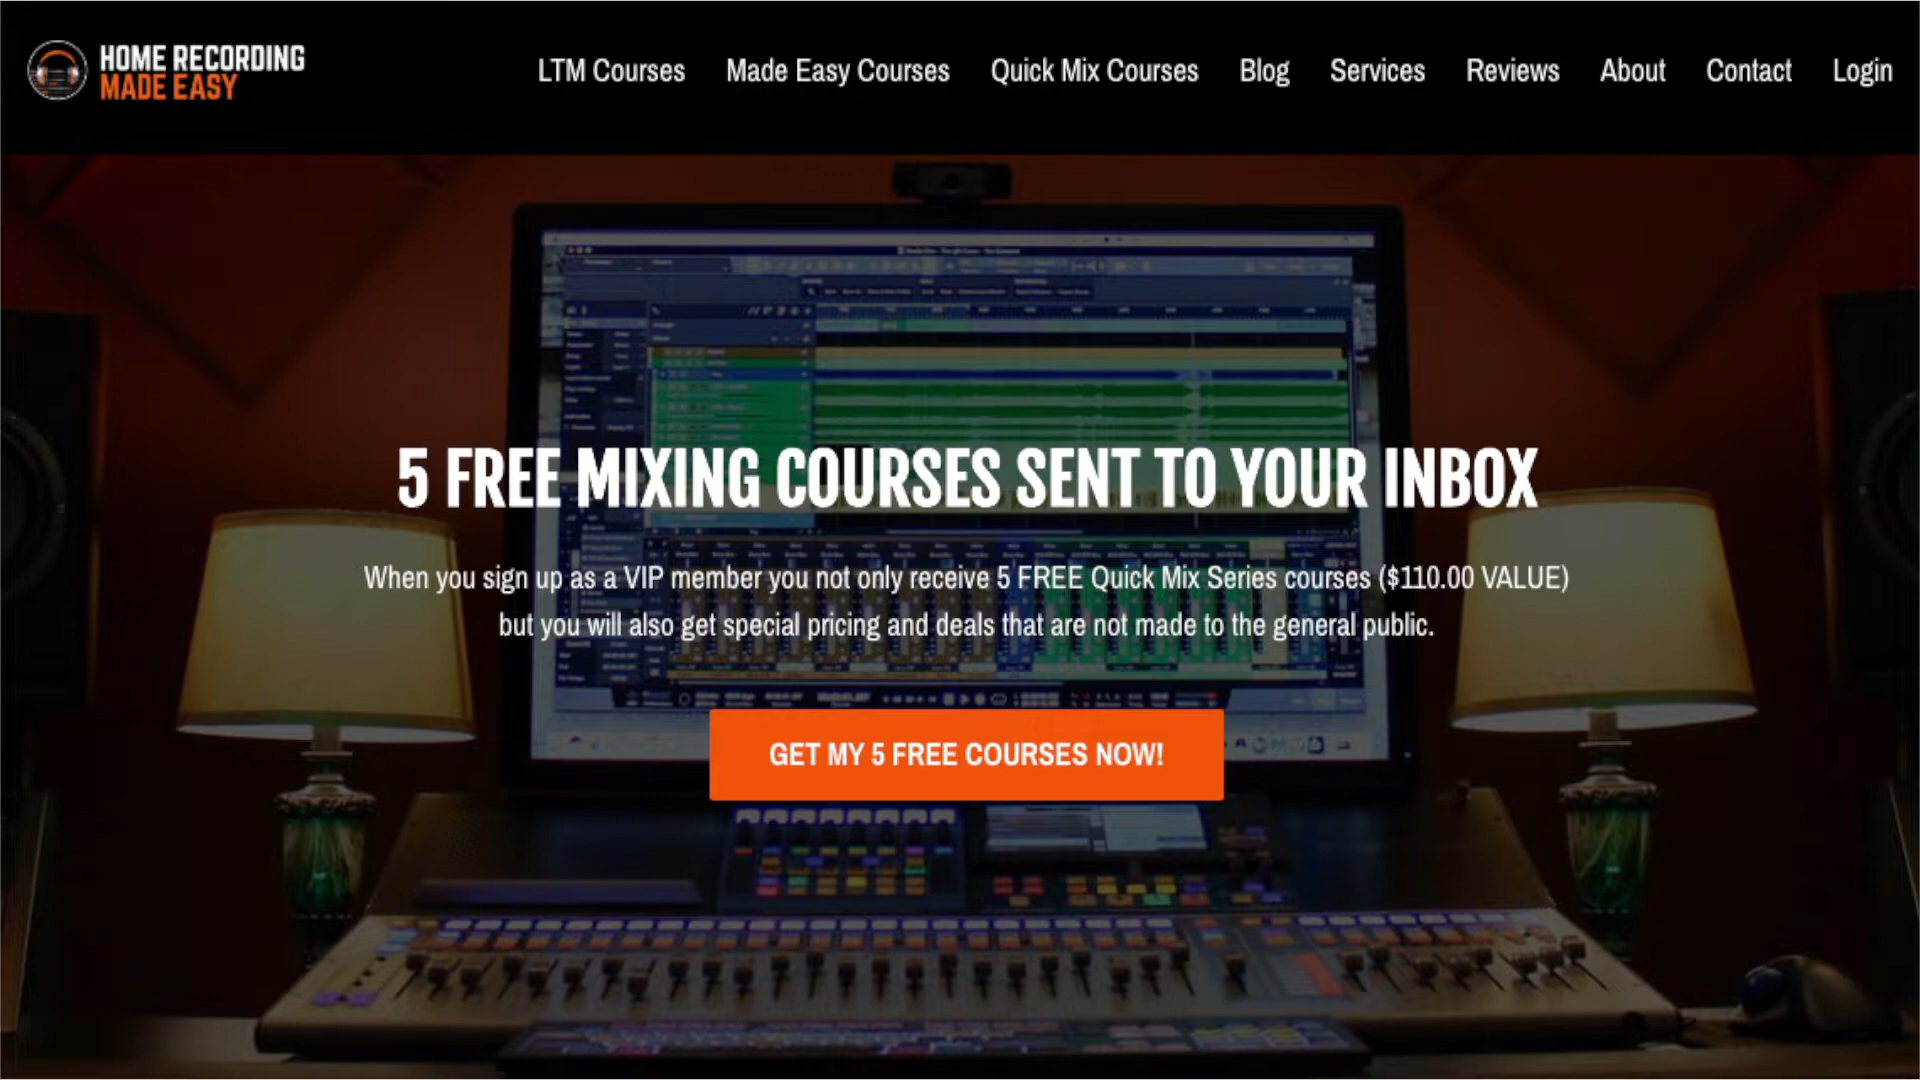 HOME RECORDING
MADE EASY
LTM Courses
Made Easy Courses
Quick Mix Courses
Blog
Services
Reviews
About
Contact
Login
5 FREE MIXING COURSES SENT TO YOUR INBOX
When you sign up as a VIP member you not only receive 5 FREE Quick Mix Series courses ($110.00 VALUE)
but you will also get special pricing and deals that are not made to the general public.
GET MY 5 FREE COURSES NOW!